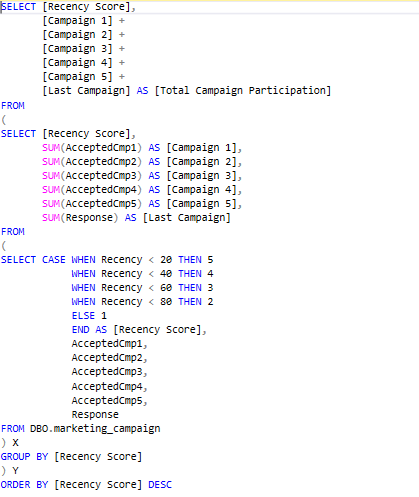 SELECT [Recency Score],
[Campaign 1] +
[Campaign 2] +
[Campaign 3] +
[Campaign 4] +
[Campaign 5] +
[Last Campaign] AS [Total Campaign Participation]
FROM
(
SELECT [Recency Score],
SUM(AcceptedCmp1) AS [Campaign 1],
SUM(AcceptedCmp2) AS [Campaign 2],
SUM(AcceptedCmp3) AS [Campaign 3],
SUM(AcceptedCmp4) AS [Campaign 4],
SUM(AcceptedCmp5) AS [Campaign 5],
SUM(Response) AS [Last Campaign]
FROM
(
SELECT CASE WHEN Recency < 20 THEN 5
WHEN Recency < 40 THEN 4
WHEN Recency < 60 THEN 3
WHEN Recency < 80 THEN 2
ELSE 1
END AS [Recency Score],
AcceptedCmp1,
AcceptedCmp2,
AcceptedCmp3,
AcceptedCmp4,
AcceptedCmp5,
Response
FROM DBO.marketing_campaign
) X
GROUP BY [Recency Score]
) Y
ORDER BY [Recency Score] DESC